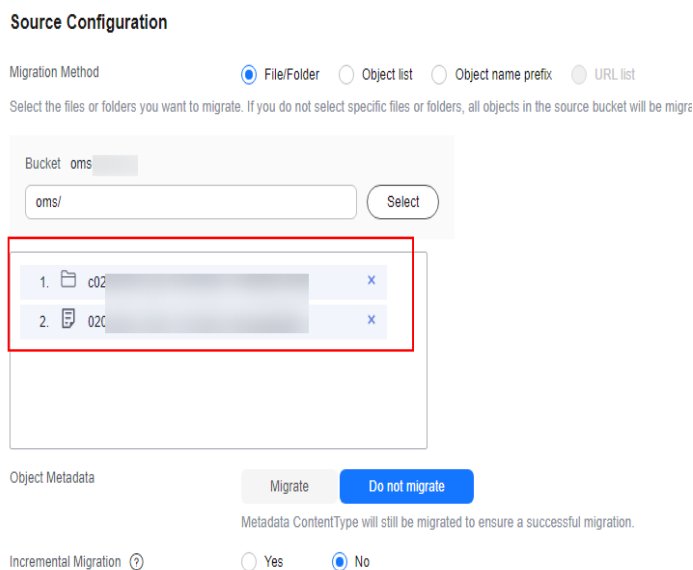 Source Configuration
Migration Method File/Folder Object list Object name prefix URL list
Select the files or folders you want to migrate. If you do not select specific files or folders, all objects in the source bucket will be
Bucket oms
oms/ Select
1. c02 ×
2. 020 ×
Object Metadata Migrate Do not migrate
Metadata ContentType will still be migrated to ensure a successful migration.
Incremental Migration ? Yes No